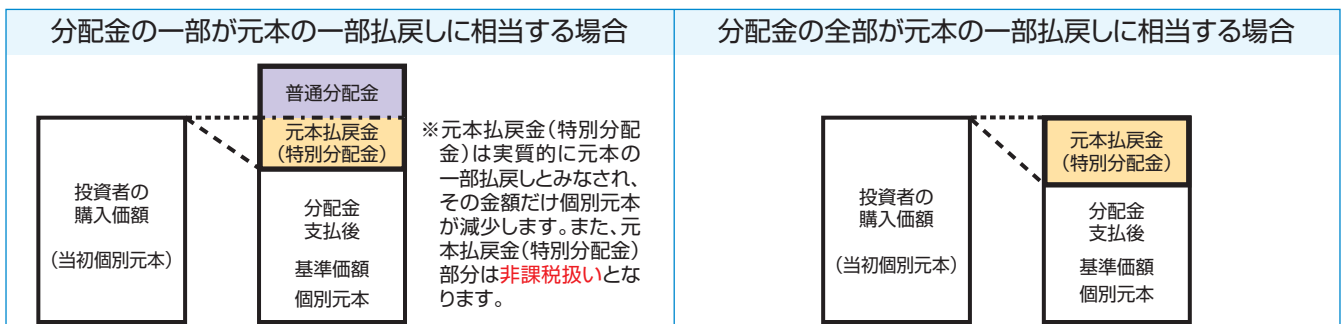 分配金の一部が元本の一部払戻しに相当する場合
普通分配金
元本払戻金
(特別分配金)
投資者の
購入価額
(当初個別元本)
分配金
支払後
基準価額
個別元本
※元本払戻金(特別分配
金)は実質的に元本の
一部払戻しとみなされ、
その金額だけ個別元本
が減少します。また、元
本払戻金(特別分配金)
部分は非課税扱いとな
ります。
分配金の全部が元本の一部払戻しに相当する場合
元本払戻金
(特別分配金)
投資者の
購入価額
(当初個別元本)
分配金
支払後
基準価額
個別元本